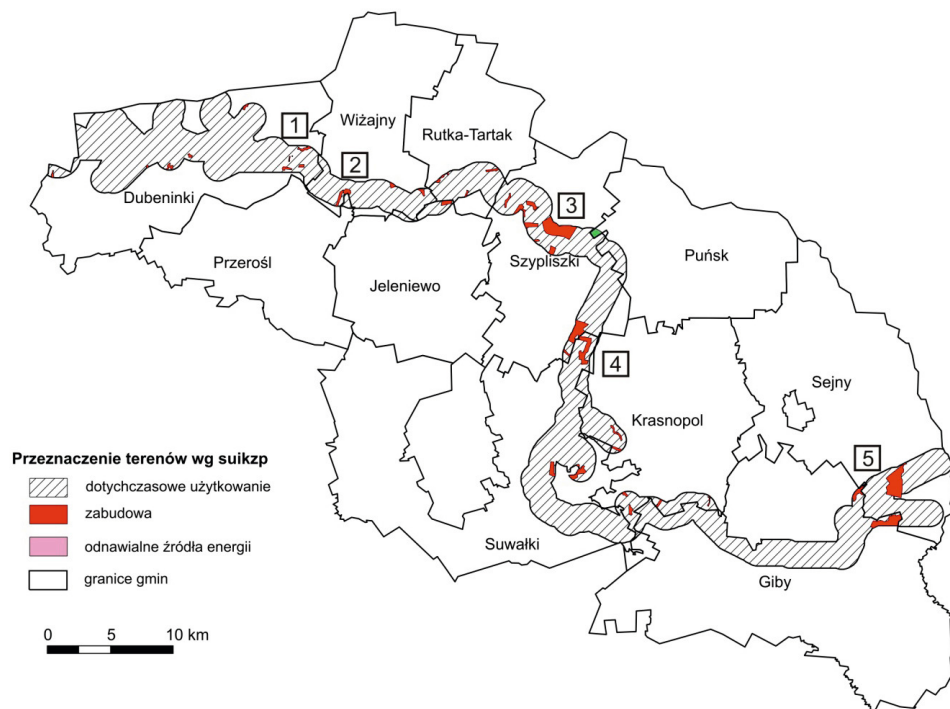 Wiżajny
1
Rutka-Tartak
2
Dubeninki
3
Przerośl
Szypliszki
Puńsk
Jeleniewo
4
Sejny
Krasnopol
5
Przeznaczenie terenów wg suikzp
dotychczasowe użytkowanie
zabudowa
odnawialne źródła energii
granice gmin
Suwałki
Giby
0 5 10 km